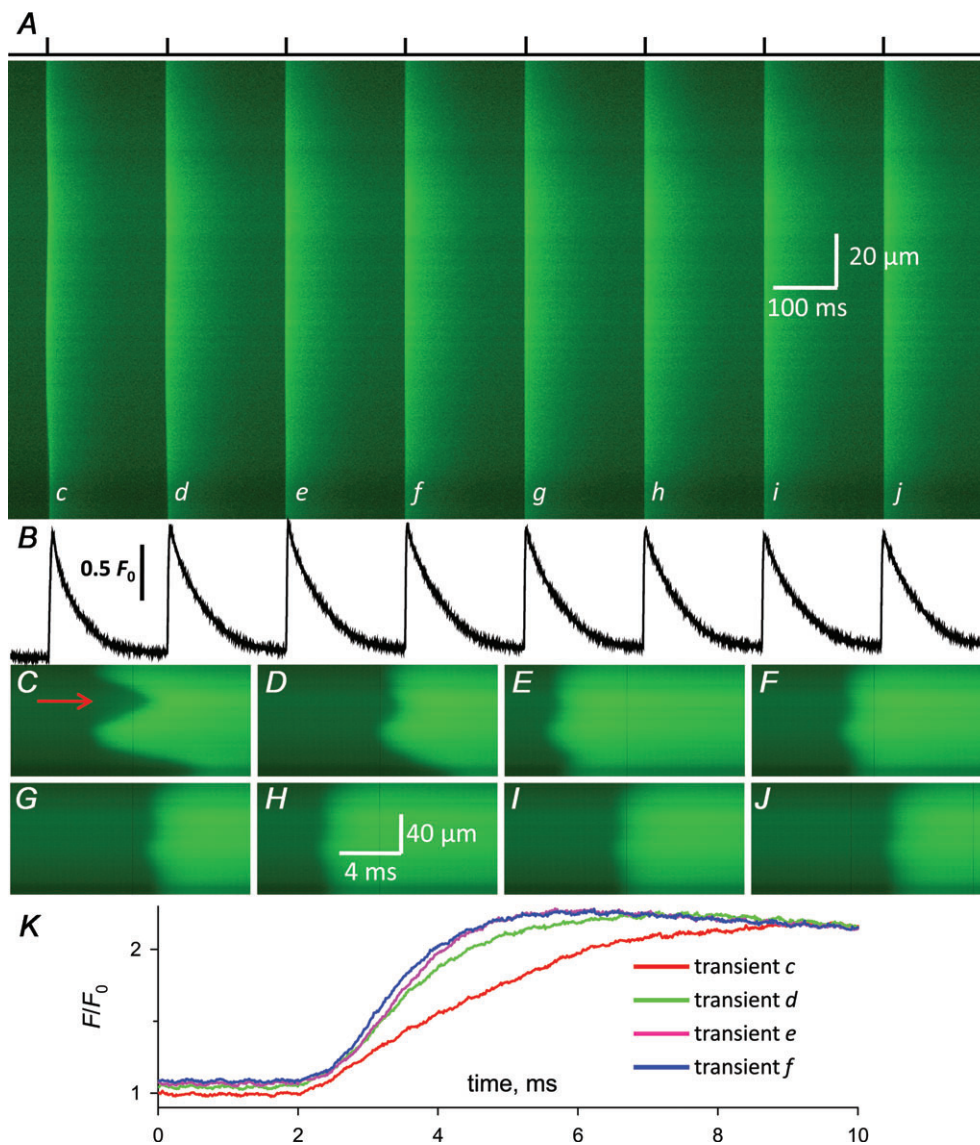 A
20 µm
100 ms
c d e f g h i j
B
0.5 F0
C D E F
G H I J
40 µm
4 ms
K
2
1
F/F0
transient c
transient d
transient e
transient f
time, ms
0 2 4 6 8 10